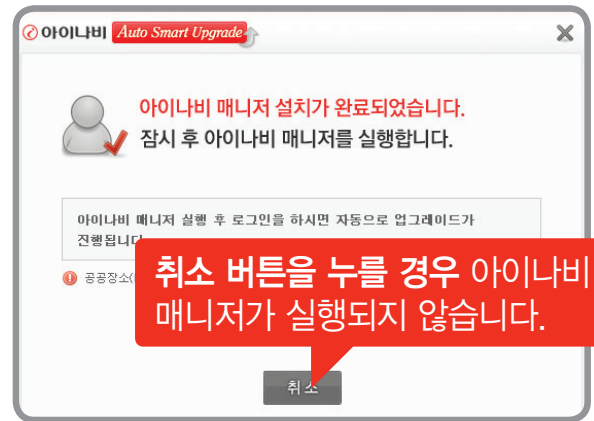 아이나비 Auto Smart Upgrade
아이나비 매니저 설치가 완료되었습니다.
잠시 후 아이나비 매니저를 실행합니다.
아이나비 매니저 실행 후 로그인을 하시면 자동으로 업그레이드가
진행됩니다
공공장소(
취소 버튼을 누를 경우 아이나비
매니저가 실행되지 않습니다.
취소